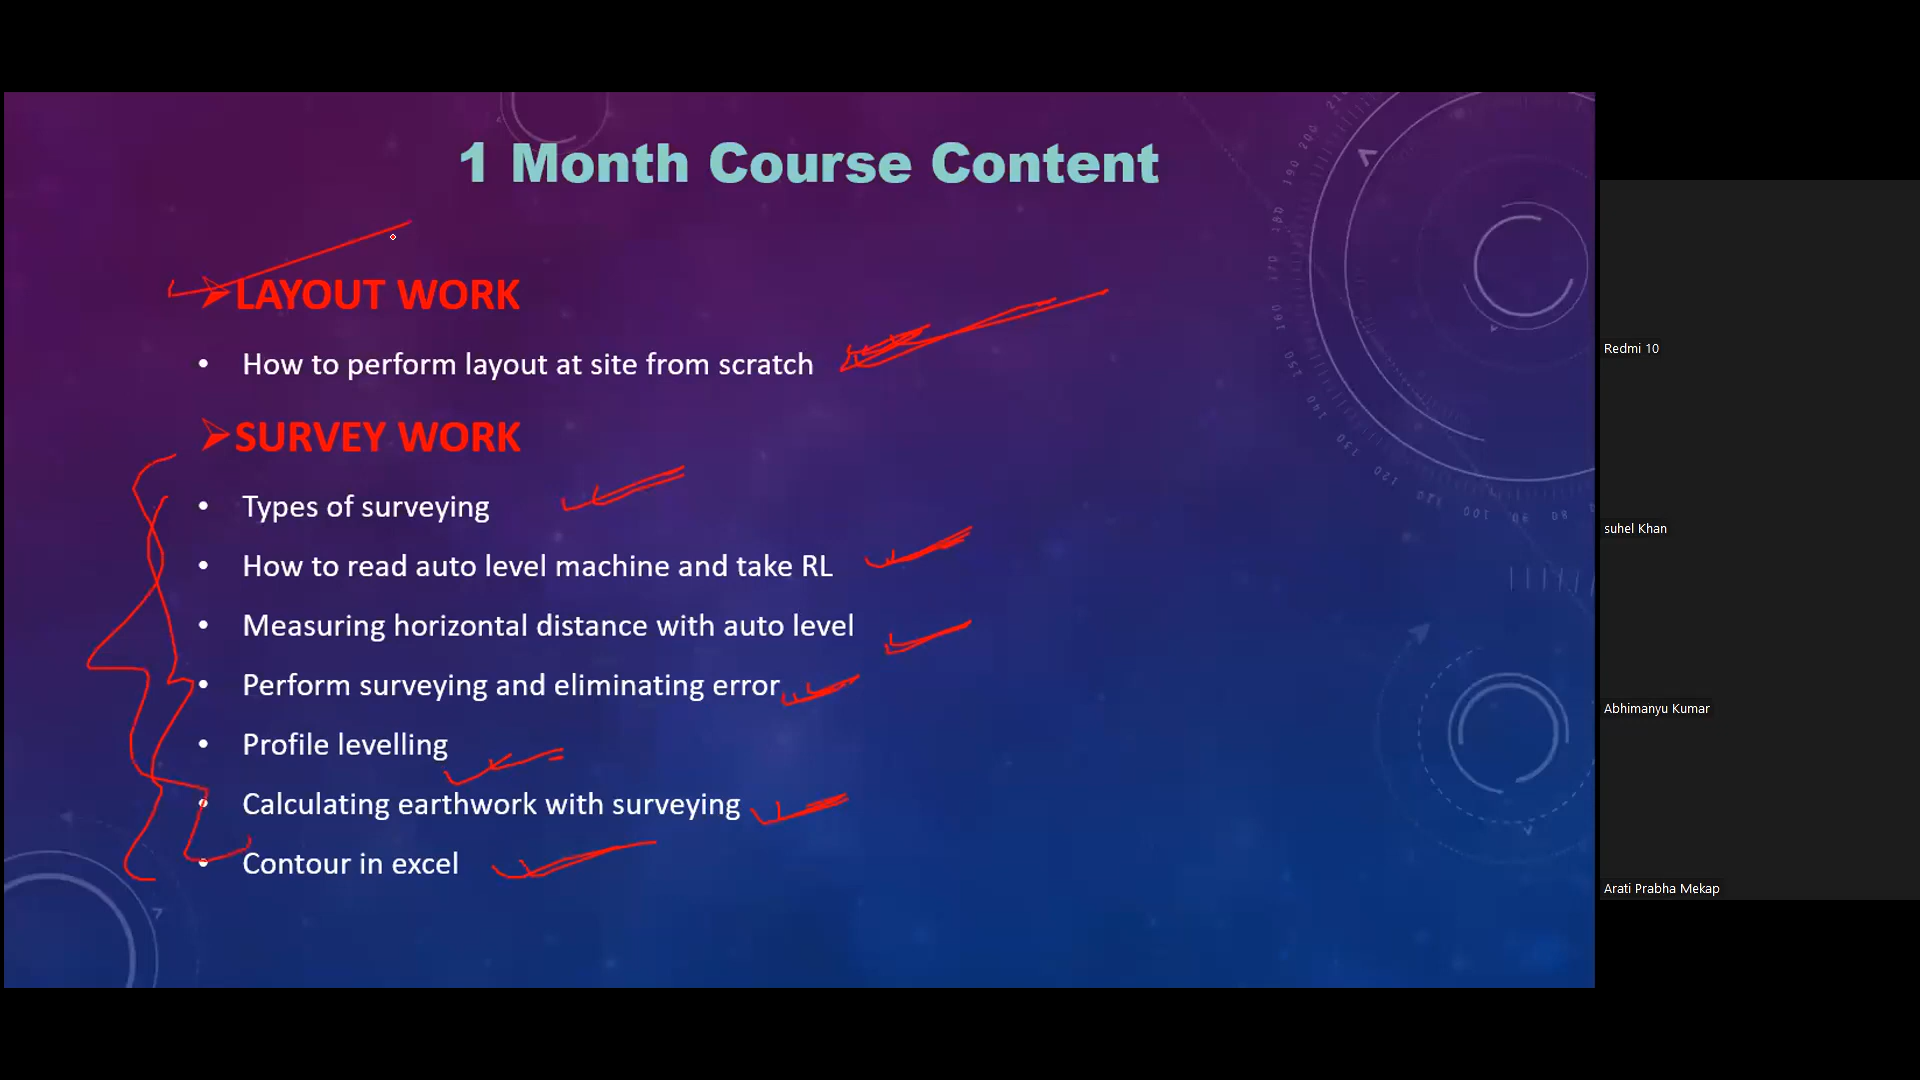 1 Month Course Content
LAYOUT WORK
• How to perform layout at site from scratch
SURVEY WORK
• Types of surveying
• How to read auto level machine and take RL
• Measuring horizontal distance with auto level
• Perform surveying and eliminating error
• Profile levelling
• Calculating earthwork with surveying
• Contour in excel
Redmi 10
suhel Khan
Abhimanyu Kumar
Arati Prabha Mekap